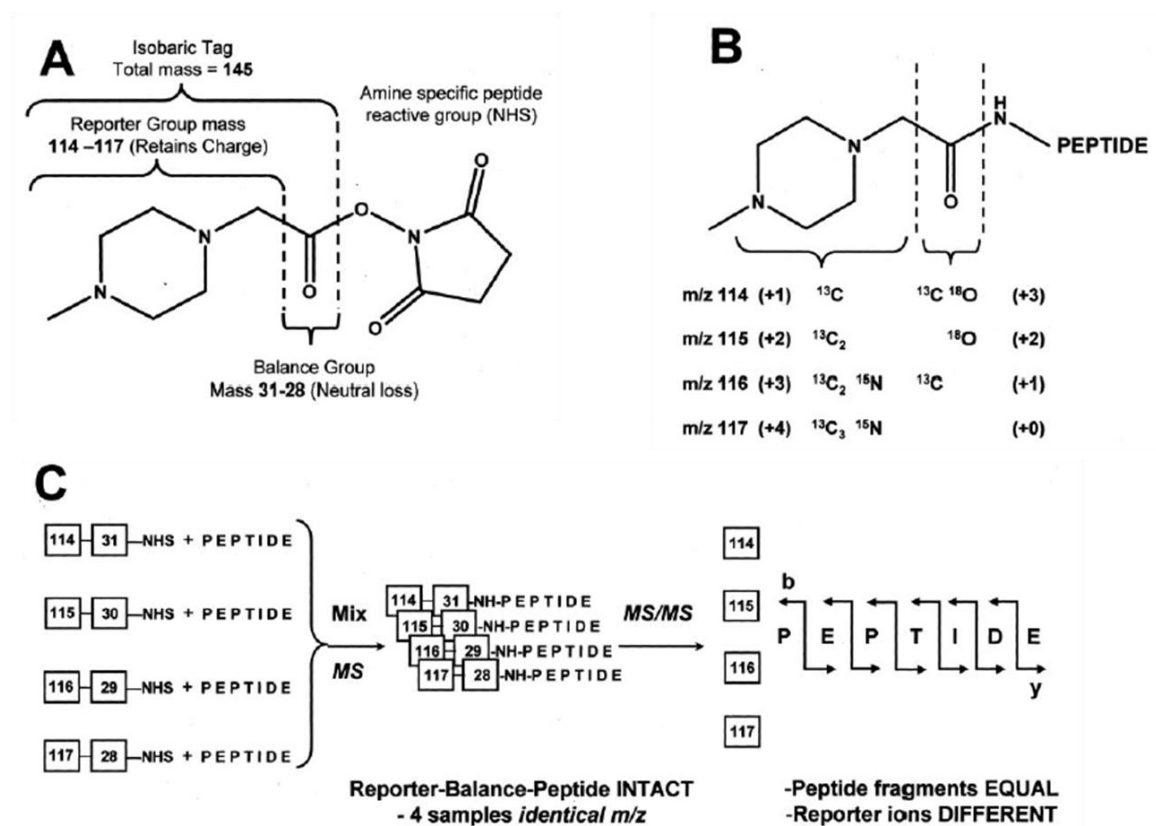 A
Isobaric Tag
Total mass = 145
Reporter Group mass
114 –117 (Retains Charge)
Amine specific peptide
reactive group (NHS)
N
N
O
O
N
O
O
Balance Group
Mass 31-28 (Neutral loss)
B
N
N
O
H
N
PEPTIDE
m/z 114 (+1) ¹³C ¹³C ¹⁸O (+3)
m/z 115 (+2) ¹³C₂ ¹⁸O (+2)
m/z 116 (+3) ¹³C₂ ¹⁵N ¹³C (+1)
m/z 117 (+4) ¹³C₃ ¹⁵N (+0)
C
114 31 -NHS + PEPTIDE
115 30 -NHS + PEPTIDE
116 29 -NHS + PEPTIDE
117 28 -NHS + PEPTIDE
Mix
MS
114 31 -NH-PEPTIDE
115 30 -NH-PEPTIDE
116 29 -NH-PEPTIDE
117 28 -NH-PEPTIDE
MS/MS
114
115
116
117
b
P E P T I D E
y
Reporter-Balance-Peptide INTACT
- 4 samples identical m/z
-Peptide fragments EQUAL
-Reporter ions DIFFERENT